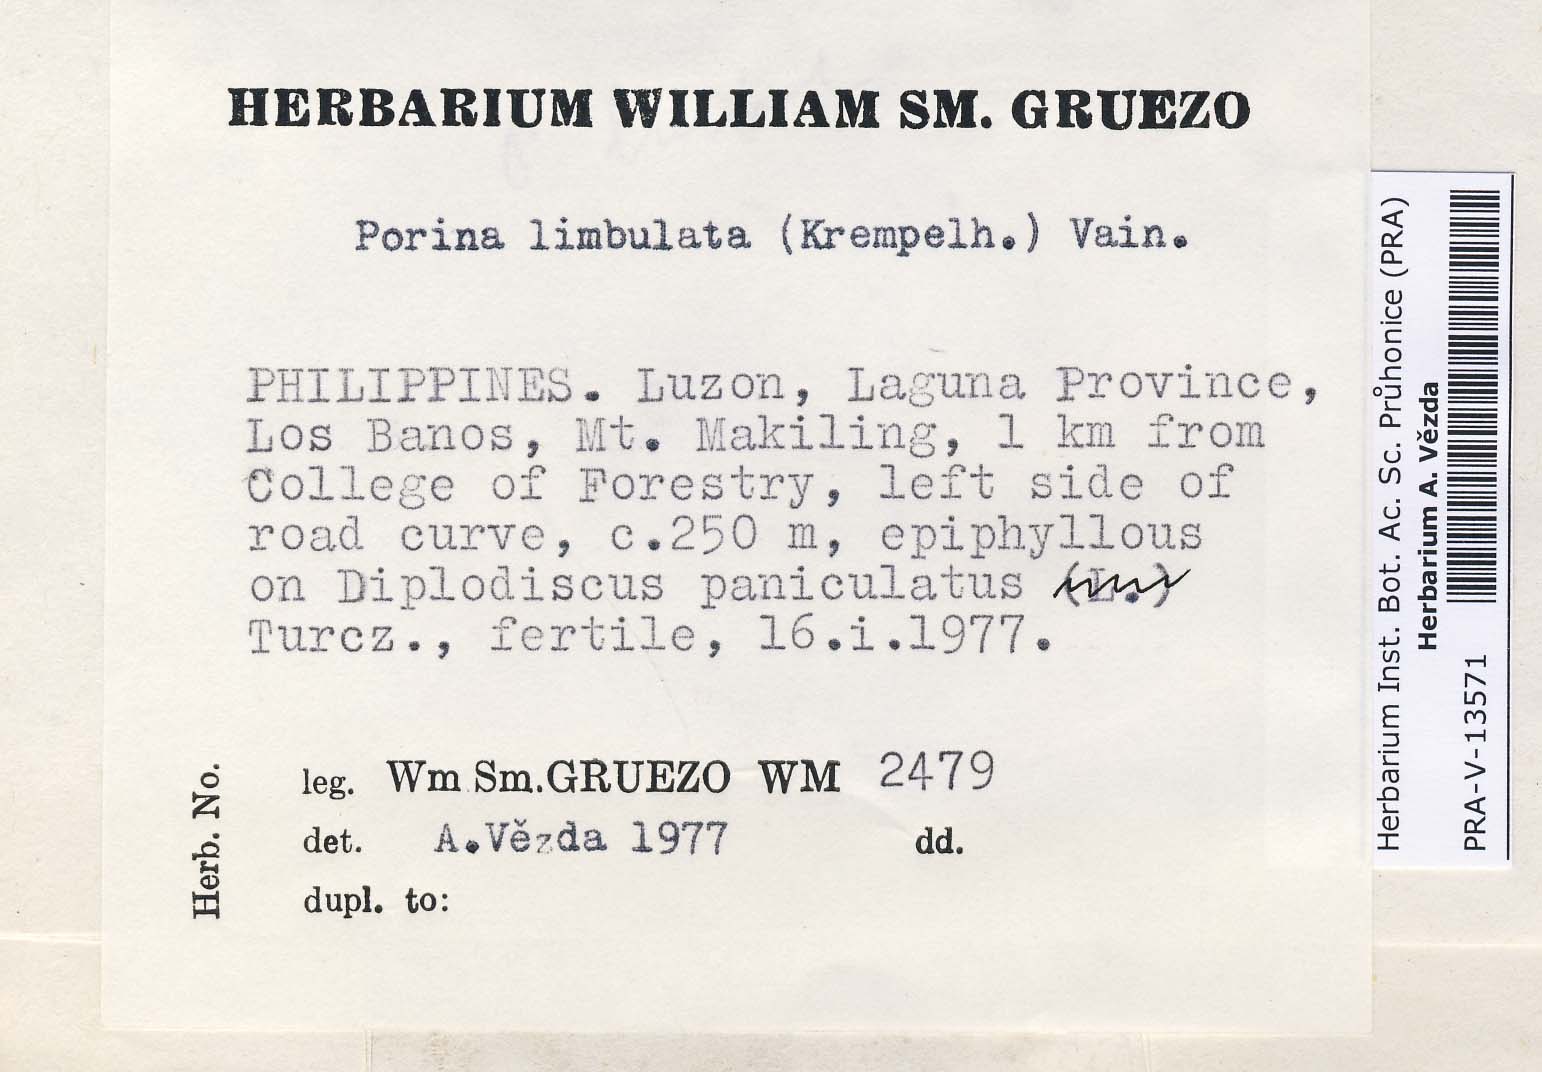 HERBARIUM WILLIAM SM. GRUEZO
Porina limbulata (Krempelh.) Vain.
PHILIPPINES. Luzon, Laguna Province,
Los Banos, Mt. Makiling, 1 km from
College of Forestry, left side of
road curve, c.250 m, epiphyllous
on Diplodiscus paniculatus (L.)
Turcz., fertile, 16.i.1977.
Herb. No.
leg. Wm Sm.GRUEZO WM 2479
det. A.Vězda 1977 dd.
dupl. to:
Herbarium Inst. Bot. Ac. Sc. Průhonice (PRA)
Herbarium A. Vězda
PRA-V-13571